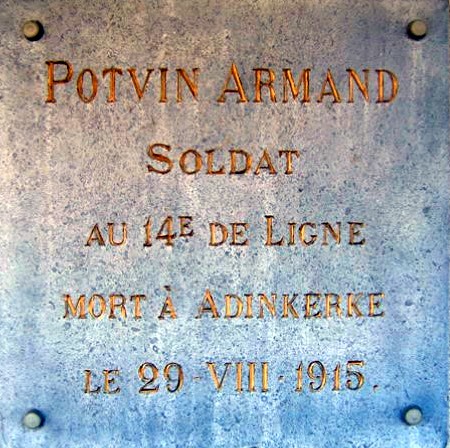 POTVIN ARMAND
SOLDAT
AU 14E DE LIGNE
MORT À ADINKERKE
LE 29-VIII-1915.